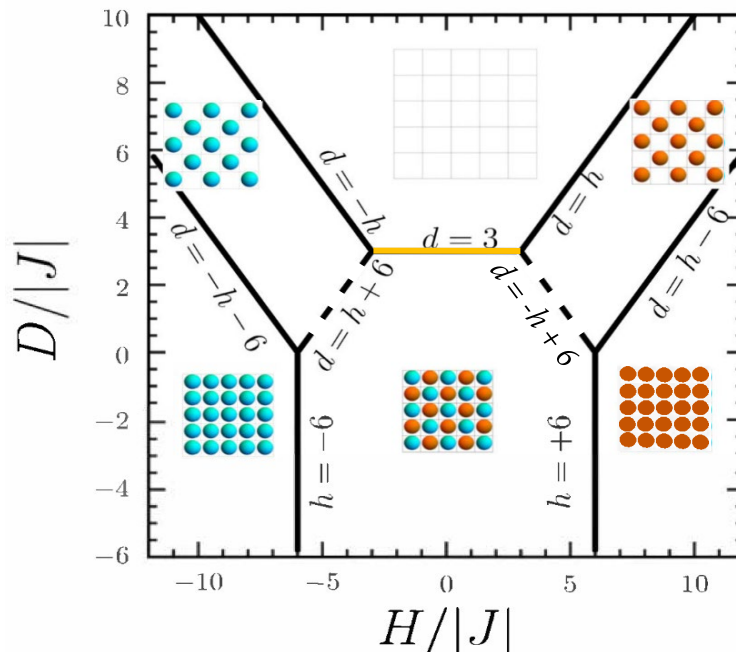 10
8
6
4
2
0
−2
−4
−6
D/|J|
d = −h
d = 3
d = h
d = −h − 6
d = h + 6
d = -h + 6
d = h − 6
h = −6
h = +6
−10
−5
0
5
10
H/|J|